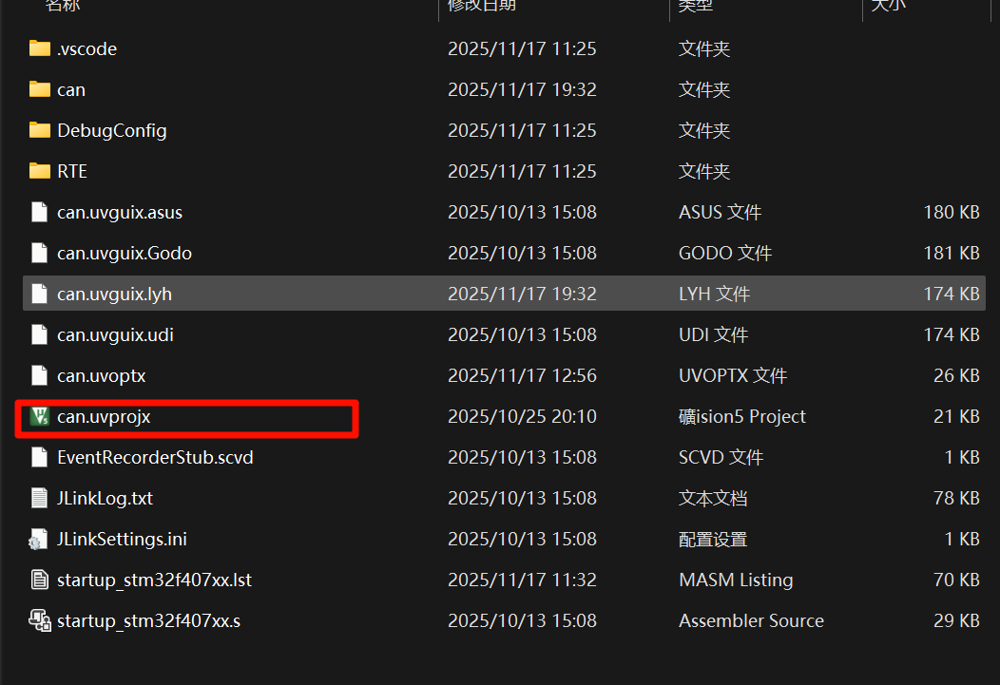 名称 修改日期 类型 大小
.vscode 2025/11/17 11:25 文件夹
can 2025/11/17 19:32 文件夹
DebugConfig 2025/11/17 11:25 文件夹
RTE 2025/11/17 11:25 文件夹
can.uvguix.asus 2025/10/13 15:08 ASUS 文件 180 KB
can.uvguix.Godo 2025/10/13 15:08 GODO 文件 181 KB
can.uvguix.lyh 2025/11/17 19:32 LYH 文件 174 KB
can.uvguix.udi 2025/10/13 15:08 UDI 文件 174 KB
can.uvoptx 2025/11/17 12:56 UVOPTX 文件 26 KB
can.uvprojx 2025/10/25 20:10 礦ision5 Project 21 KB
EventRecorderStub.scvd 2025/10/13 15:08 SCVD 文件 1 KB
JLinkLog.txt 2025/10/13 15:08 文本文档 78 KB
JLinkSettings.ini 2025/10/13 15:08 配置设置 1 KB
startup_stm32f407xx.lst 2025/11/17 11:32 MASM Listing 70 KB
startup_stm32f407xx.s 2025/10/13 15:08 Assembler Source 29 KB